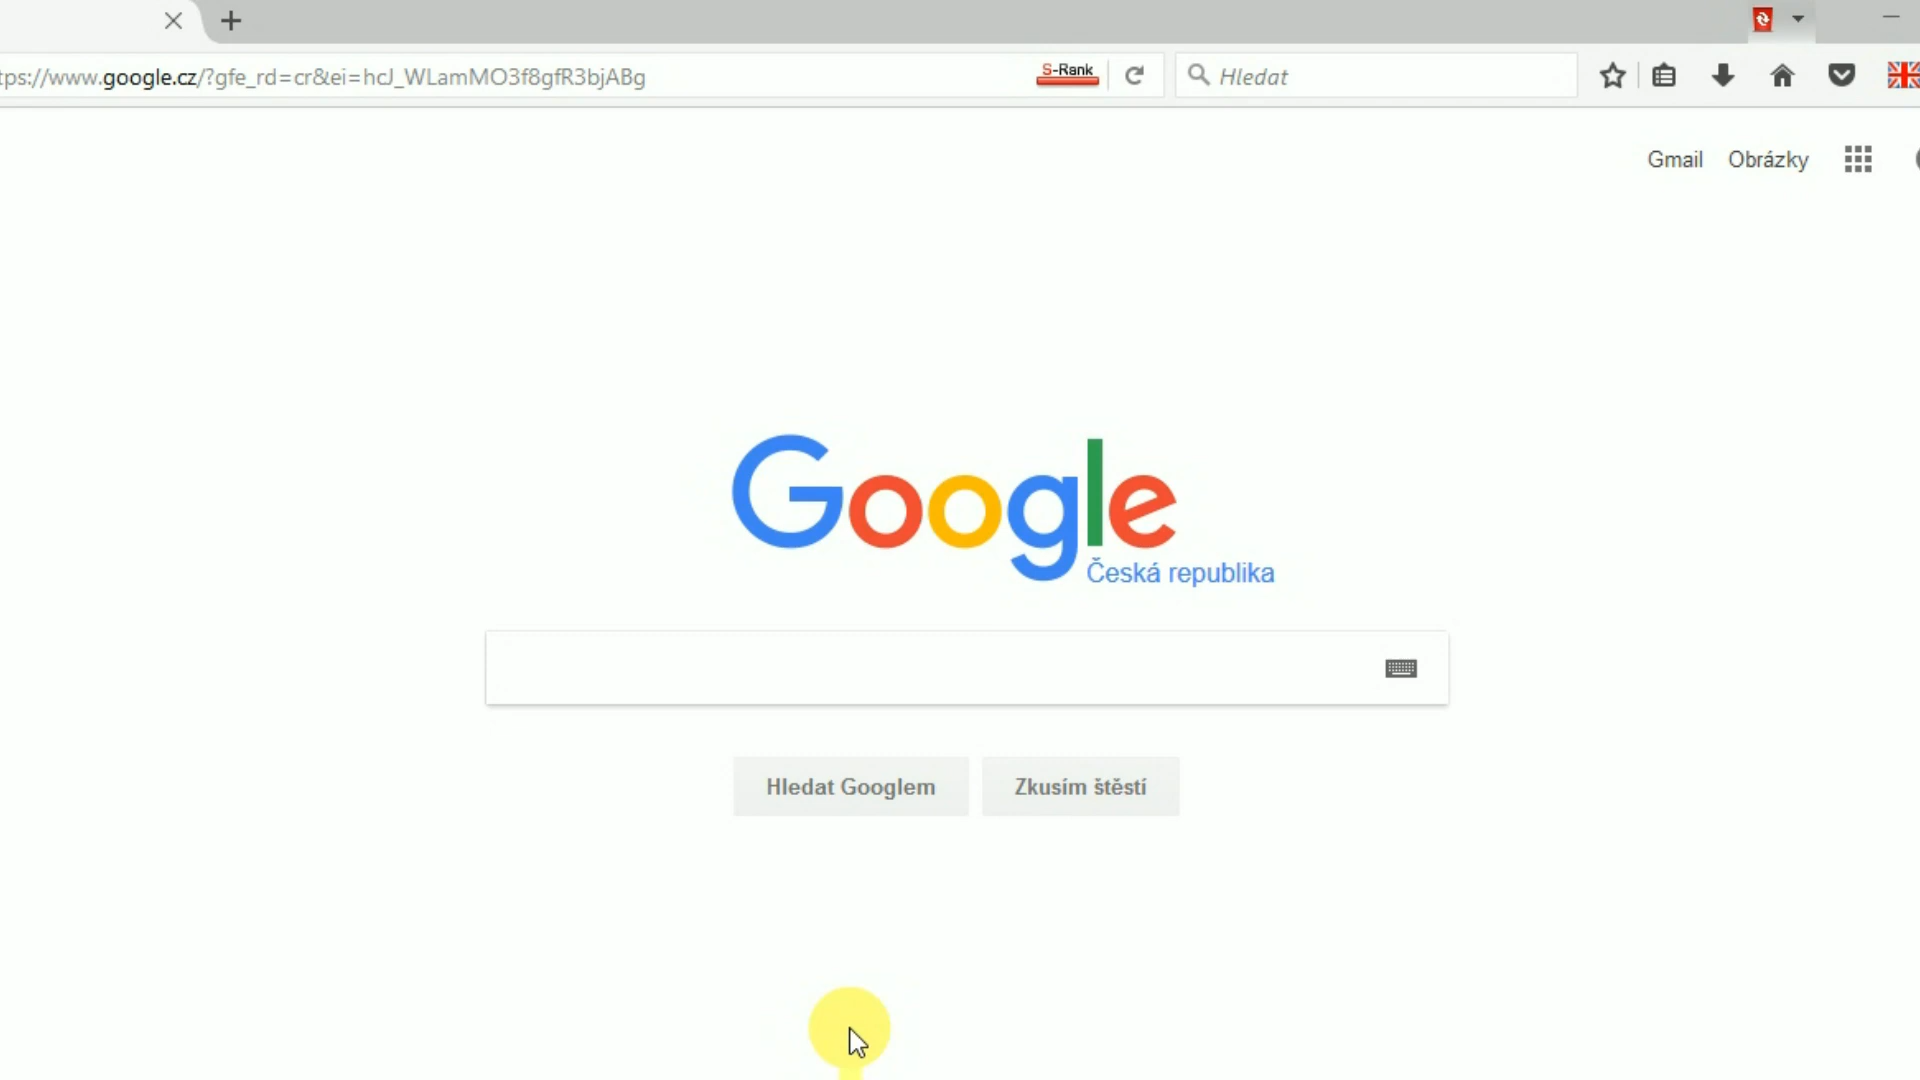 tps://www.google.cz/?gfe_rd=cr&ei=hcJ_WLamMO3f8gfR3bjABg
S-Rank
Hledat
Gmail Obrázky
Google
Česká republika
Hledat Googlem
Zkusím štěstí